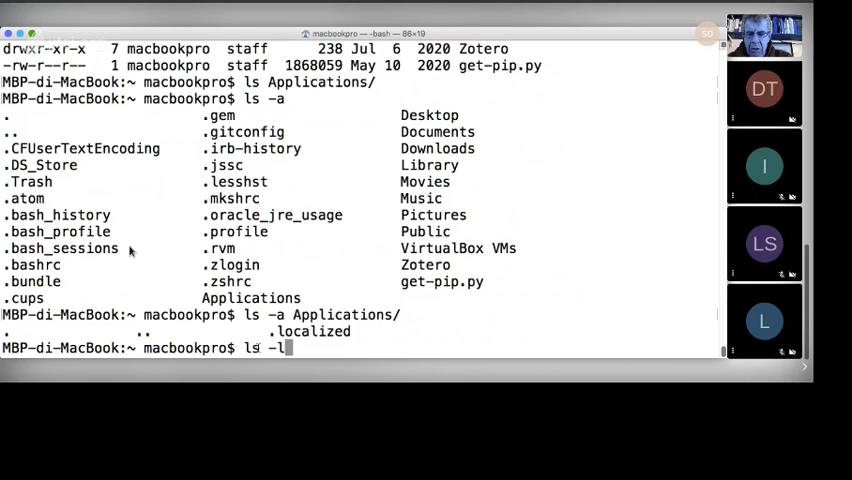 macbookpro — -bash — 86×19
drwxr-xr-x 7 macbookpro staff 238 Jul 6 2020 Zotero
-rw-r--r-- 1 macbookpro staff 1868059 May 10 2020 get-pip.py
MBP-di-MacBook:~ macbookpro$ ls Applications/
MBP-di-MacBook:~ macbookpro$ ls -a
. .gem Desktop
.. .gitconfig Documents
.CFUserTextEncoding .irb-history Downloads
.DS_Store .jssc Library
.Trash .lesshst Movies
.atom .mkshrc Music
.bash_history .oracle_jre_usage Pictures
.bash_profile .profile Public
.bash_sessions .rvm VirtualBox VMs
.bashrc .zlogin Zotero
.bundle .zshrc get-pip.py
.cups Applications
MBP-di-MacBook:~ macbookpro$ ls -a Applications/
. .. .localized
MBP-di-MacBook:~ macbookpro$ ls -l
SD
DT
I
LS
L